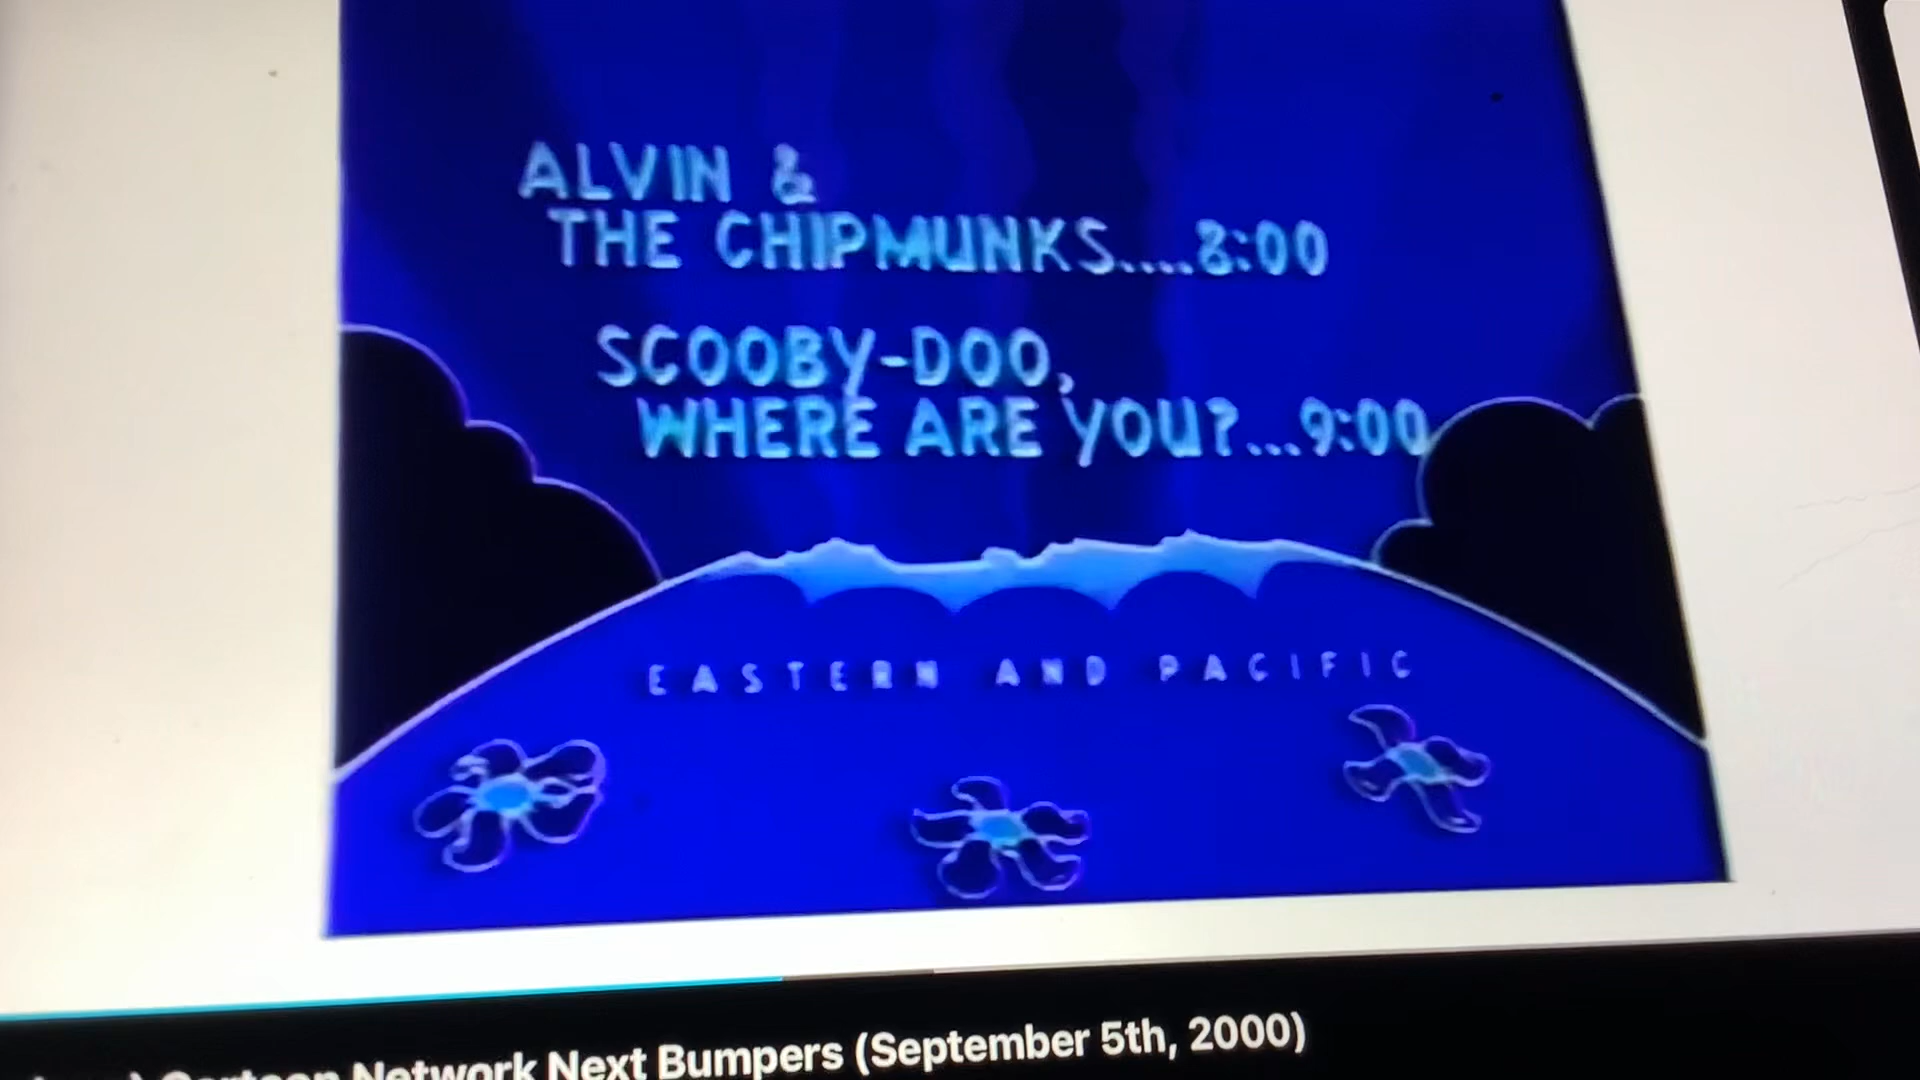 ALVIN &
THE CHIPMUNKS....8:00
SCOOBY-DOO,
WHERE ARE YOU?...9:00
EASTERN AND PACIFIC
Cartoon Network Next Bumpers (September 5th, 2000)